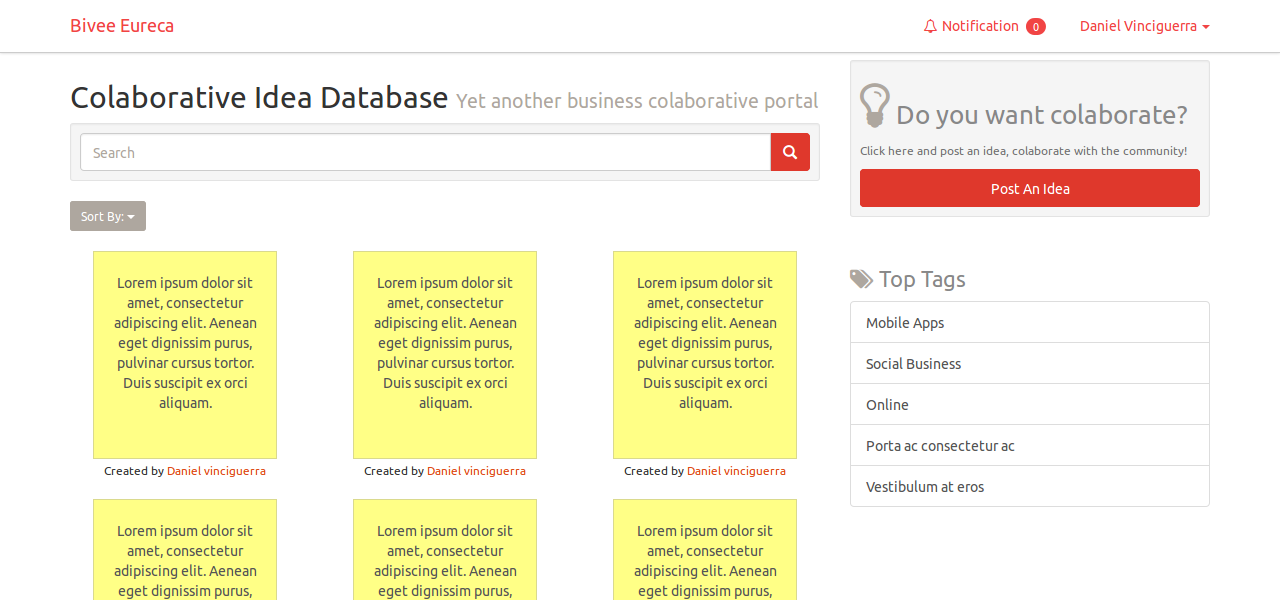 Bivee Eureca
Notification 0
Daniel Vinciguerra
Colaborative Idea Database Yet another business colaborative portal
Search
Sort By:
Lorem ipsum dolor sit
amet, consectetur
adipiscing elit. Aenean
eget dignissim purus,
pulvinar cursus tortor.
Duis suscipit ex orci
aliquam.
Created by Daniel vinciguerra
Lorem ipsum dolor sit
amet, consectetur
adipiscing elit. Aenean
eget dignissim purus,
pulvinar cursus tortor.
Duis suscipit ex orci
aliquam.
Created by Daniel vinciguerra
Lorem ipsum dolor sit
amet, consectetur
adipiscing elit. Aenean
eget dignissim purus,
pulvinar cursus tortor.
Duis suscipit ex orci
aliquam.
Created by Daniel vinciguerra
Lorem ipsum dolor sit
amet, consectetur
adipiscing elit. Aenean
eget dignissim purus,
Lorem ipsum dolor sit
amet, consectetur
adipiscing elit. Aenean
eget dignissim purus,
Lorem ipsum dolor sit
amet, consectetur
adipiscing elit. Aenean
eget dignissim purus,
Do you want colaborate?
Click here and post an idea, colaborate with the community!
Post An Idea
Top Tags
Mobile Apps
Social Business
Online
Porta ac consectetur ac
Vestibulum at eros